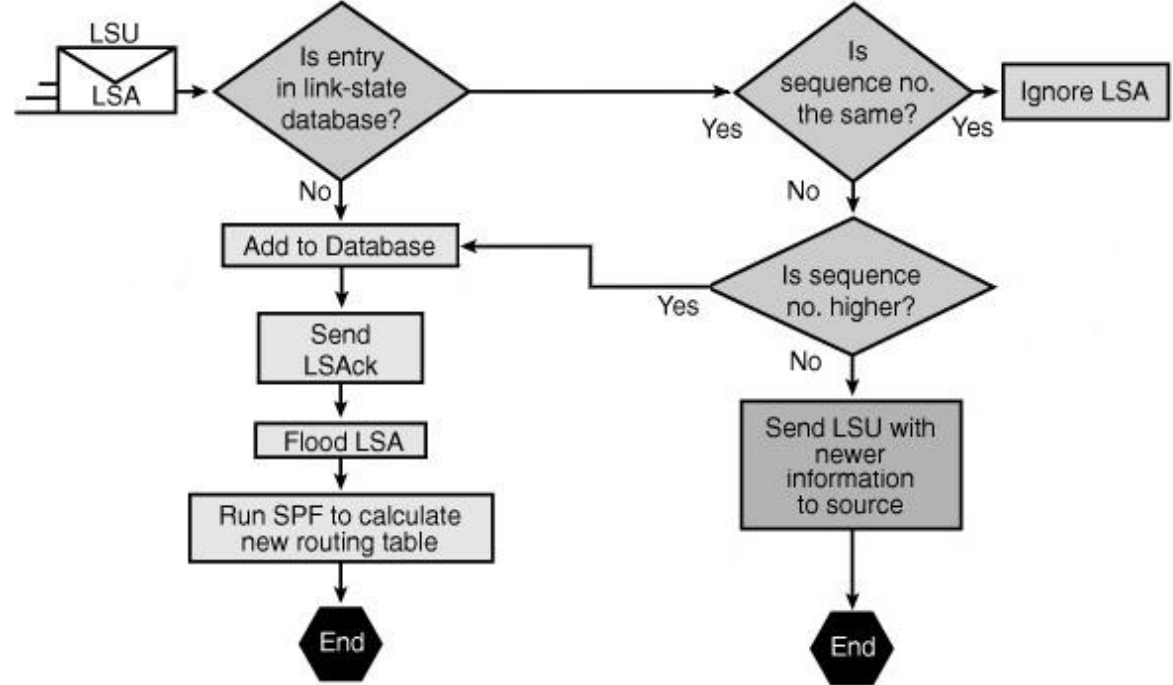 LSU
LSA
Is entry
in link-state
database?
Yes
Is
sequence no.
the same?
Yes
Ignore LSA
No
No
Add to Database
Is sequence
no. higher?
Yes
Send
LSAck
No
Flood LSA
Send LSU with
newer
information
to source
Run SPF to calculate
new routing table
End
End